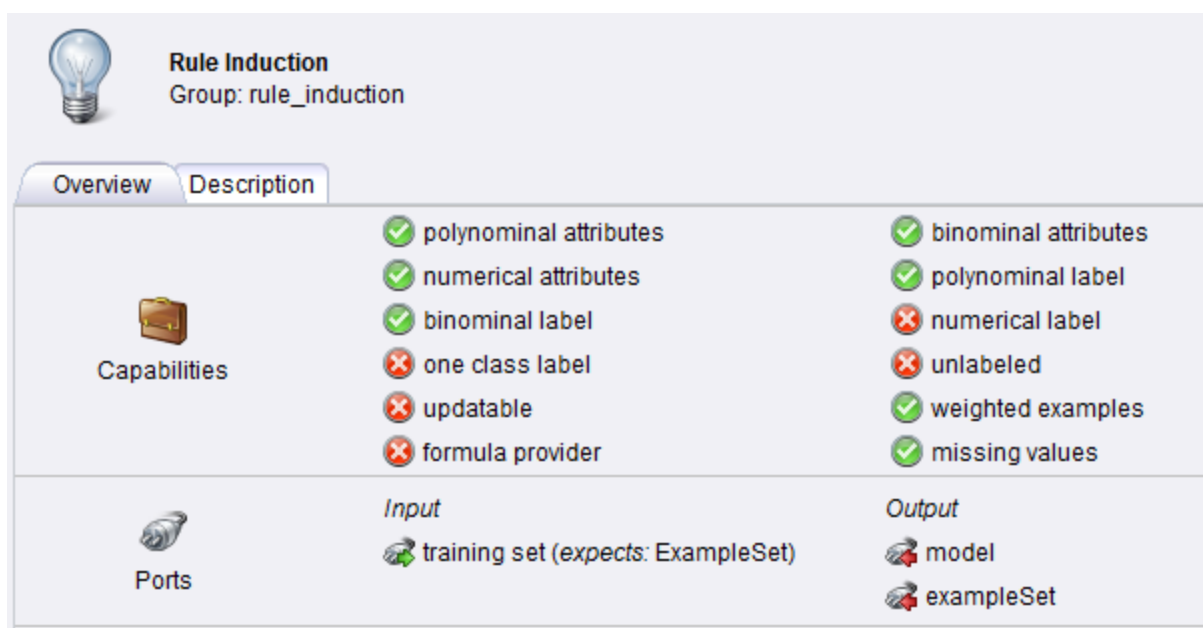 Rule Induction
Group: rule_induction
Overview Description
polynominal attributes binominal attributes
numerical attributes polynominal label
binominal label numerical label
Capabilities one class label unlabeled
updatable weighted examples
formula provider missing values
Input Output
training set (expects: ExampleSet) model
Ports exampleSet